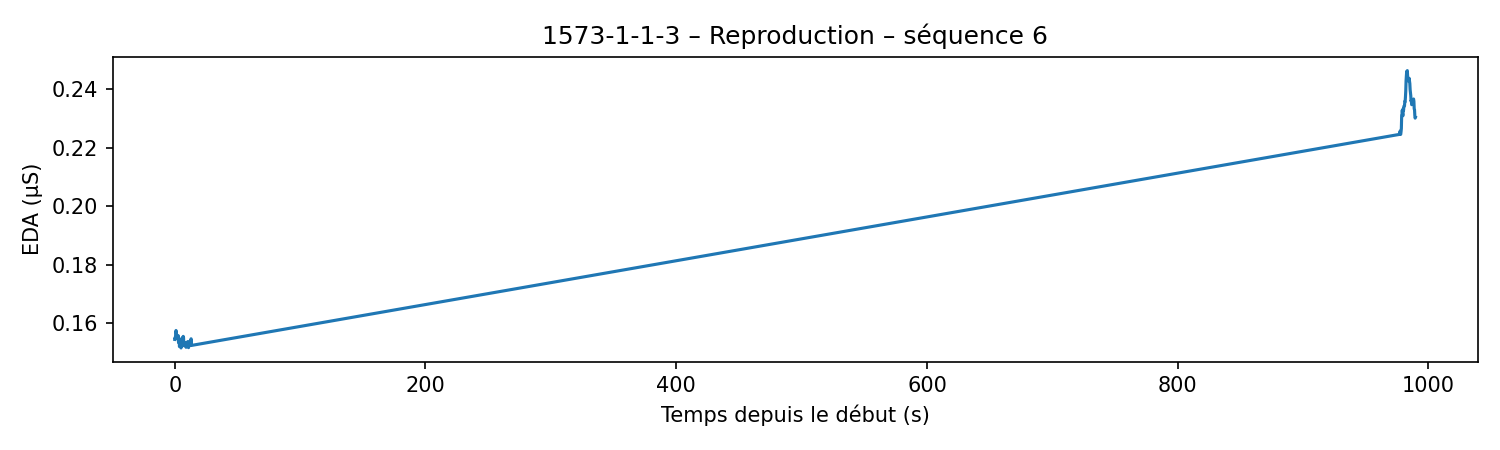 1573-1-1-3 – Reproduction – séquence 6
EDA (µS)
0.24
0.22
0.20
0.18
0.16
0 200 400 600 800 1000
Temps depuis le début (s)